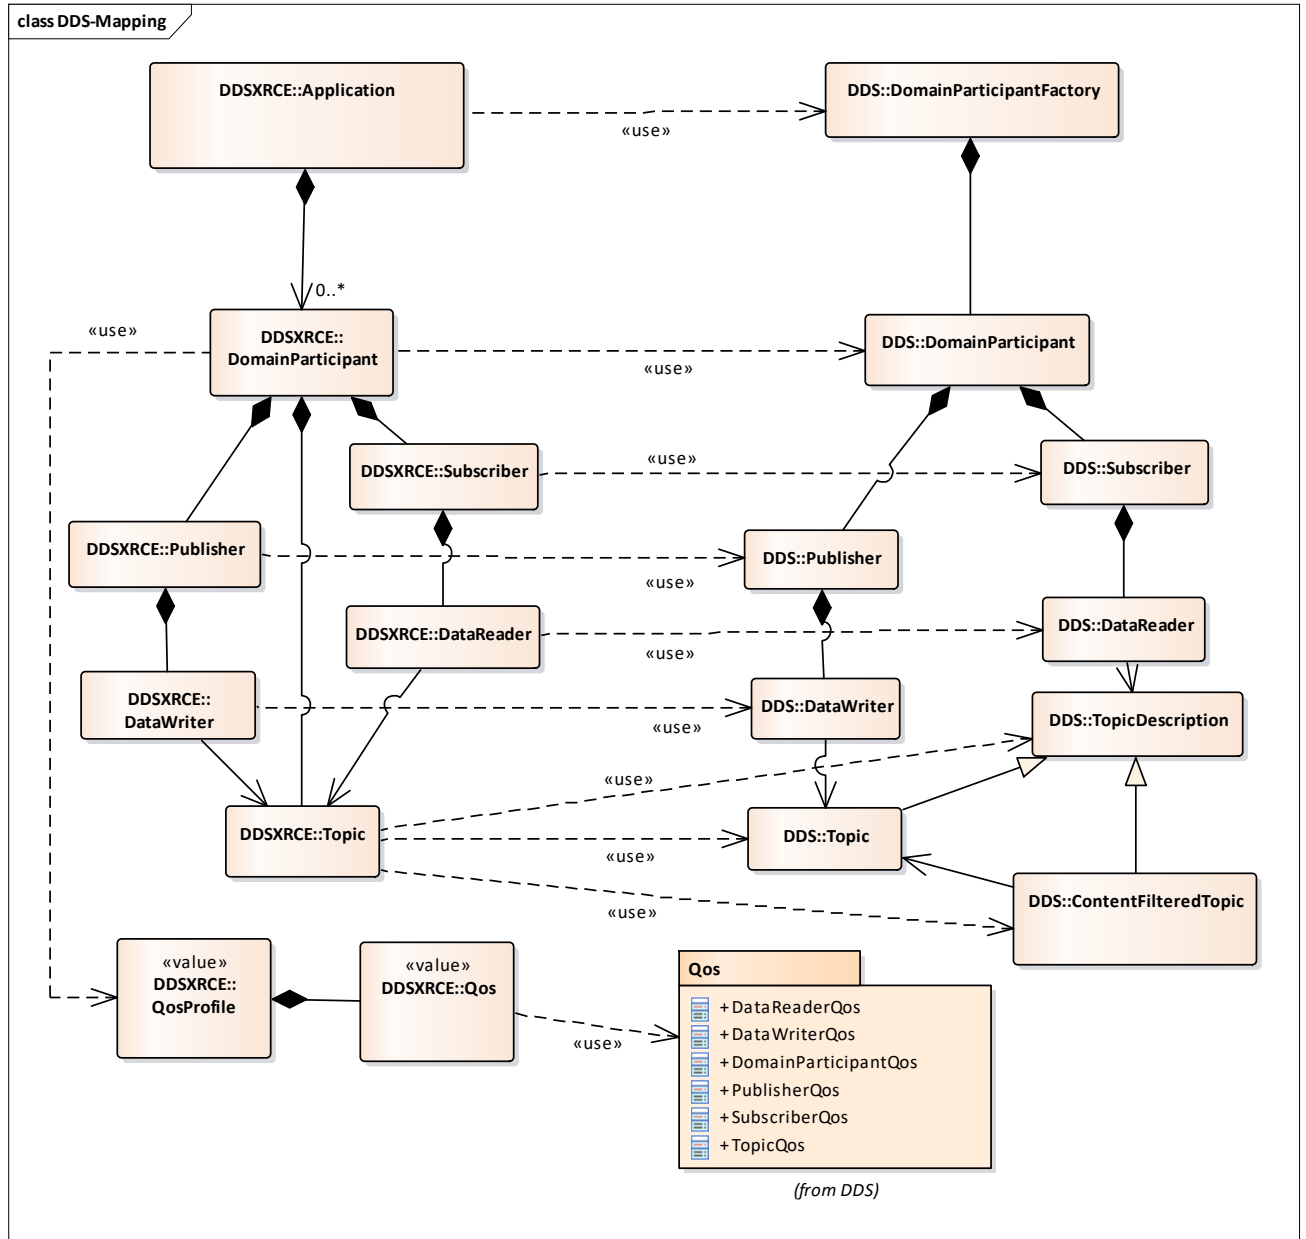 class DDS-Mapping
DDSXRCE::Application
DDS::DomainParticipantFactory
«use»
0..*
«use»
DDSXRCE::
DomainParticipant
DDS::DomainParticipant
«use»
DDSXRCE::Subscriber
«use»
DDS::Subscriber
DDSXRCE::Publisher
DDS::Publisher
«use»
DDSXRCE::DataReader
DDS::DataReader
«use»
DDSXRCE::
DataWriter
DDS::DataWriter
«use»
DDS::TopicDescription
«use»
DDSXRCE::Topic
DDS::Topic
«use»
DDS::ContentFilteredTopic
«use»
«value»
DDSXRCE::
QosProfile
«value»
DDSXRCE::Qos
«use»
Qos
+DataReaderQos
+DataWriterQos
+DomainParticipantQos
+PublisherQos
+SubscriberQos
+TopicQos
(from DDS)